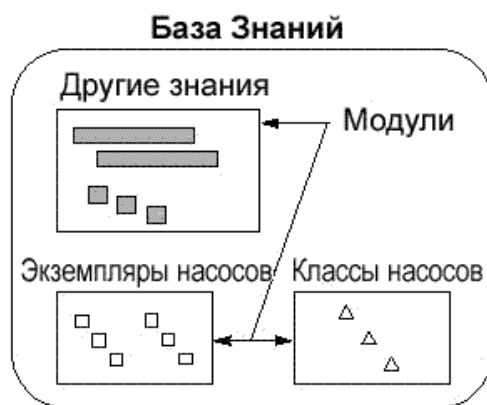 База Знаний
Другие знания
Модули
Экземпляры насосов
Классы насосов